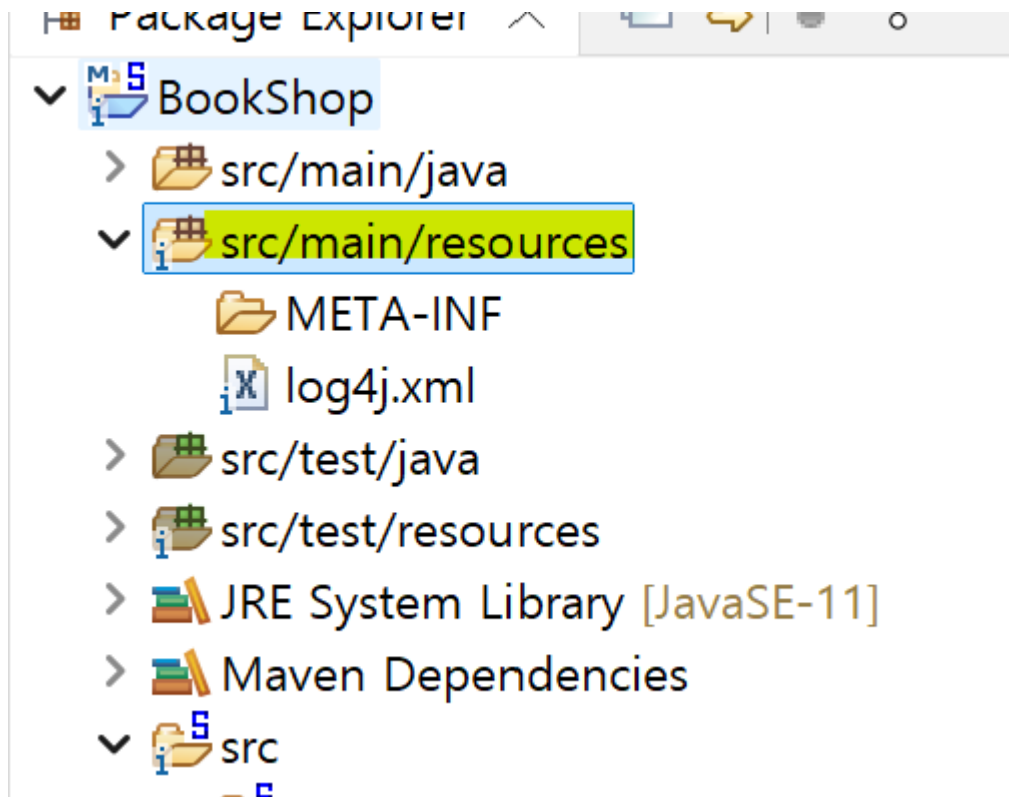 Package Explorer
BookShop
src/main/java
src/main/resources
META-INF
log4j.xml
src/test/java
src/test/resources
JRE System Library [JavaSE-11]
Maven Dependencies
src